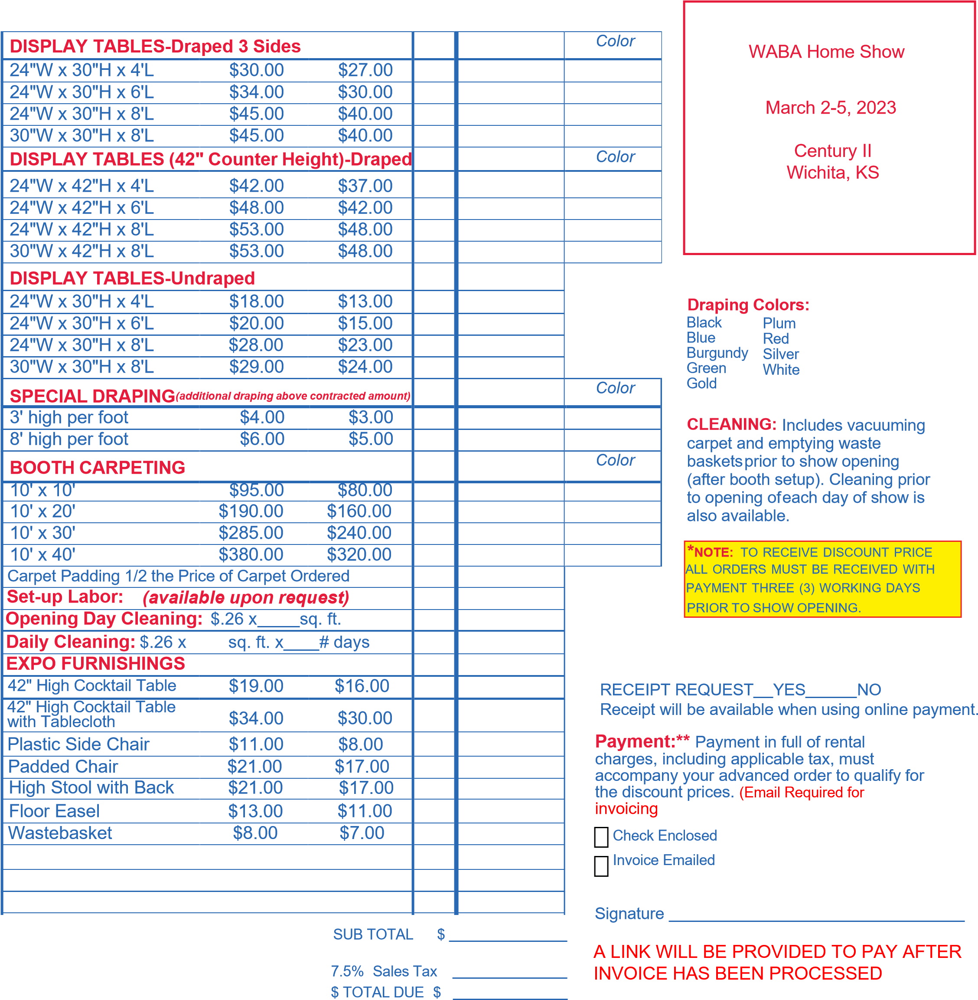 DISPLAY TABLES-Draped 3 Sides Color
24"W x 30"H x 4'L $30.00 $27.00
24"W x 30"H x 6'L $34.00 $30.00
24"W x 30"H x 8'L $45.00 $40.00
30"W x 30"H x 8'L $45.00 $40.00
DISPLAY TABLES (42" Counter Height)-Draped Color
24"W x 42"H x 4'L $42.00 $37.00
24"W x 42"H x 6'L $48.00 $42.00
24"W x 42"H x 8'L $53.00 $48.00
30"W x 42"H x 8'L $53.00 $48.00
DISPLAY TABLES-Undraped
24"W x 30"H x 4'L $18.00 $13.00
24"W x 30"H x 6'L $20.00 $15.00
24"W x 30"H x 8'L $28.00 $23.00
30"W x 30"H x 8'L $29.00 $24.00
SPECIAL DRAPING(additional draping above contracted amount) Color
3' high per foot $4.00 $3.00
8' high per foot $6.00 $5.00
BOOTH CARPETING Color
10' x 10' $95.00 $80.00
10' x 20' $190.00 $160.00
10' x 30' $285.00 $240.00
10' x 40' $380.00 $320.00
Carpet Padding 1/2 the Price of Carpet Ordered
Set-up Labor: (available upon request)
Opening Day Cleaning: $.26 x_____sq. ft.
Daily Cleaning: $.26 x sq. ft. x____# days
EXPO FURNISHINGS
42" High Cocktail Table $19.00 $16.00
42" High Cocktail Table
with Tablecloth $34.00 $30.00
Plastic Side Chair $11.00 $8.00
Padded Chair $21.00 $17.00
High Stool with Back $21.00 $17.00
Floor Easel $13.00 $11.00
Wastebasket $8.00 $7.00
SUB TOTAL $
7.5% Sales Tax
$ TOTAL DUE $
WABA Home Show
March 2-5, 2023
Century II
Wichita, KS
Draping Colors:
Black Plum
Blue Red
Burgundy Silver
Green White
Gold
CLEANING: Includes vacuuming
carpet and emptying waste
basketsprior to show opening
(after booth setup). Cleaning prior
to opening ofeach day of show is
also available.
*NOTE: TO RECEIVE DISCOUNT PRICE
ALL ORDERS MUST BE RECEIVED WITH
PAYMENT THREE (3) WORKING DAYS
PRIOR TO SHOW OPENING.
RECEIPT REQUEST__YES______NO
Receipt will be available when using online payment.
Payment:** Payment in full of rental
charges, including applicable tax, must
accompany your advanced order to qualify for
the discount prices. (Email Required for
invoicing
Check Enclosed
Invoice Emailed
Signature
A LINK WILL BE PROVIDED TO PAY AFTER
INVOICE HAS BEEN PROCESSED